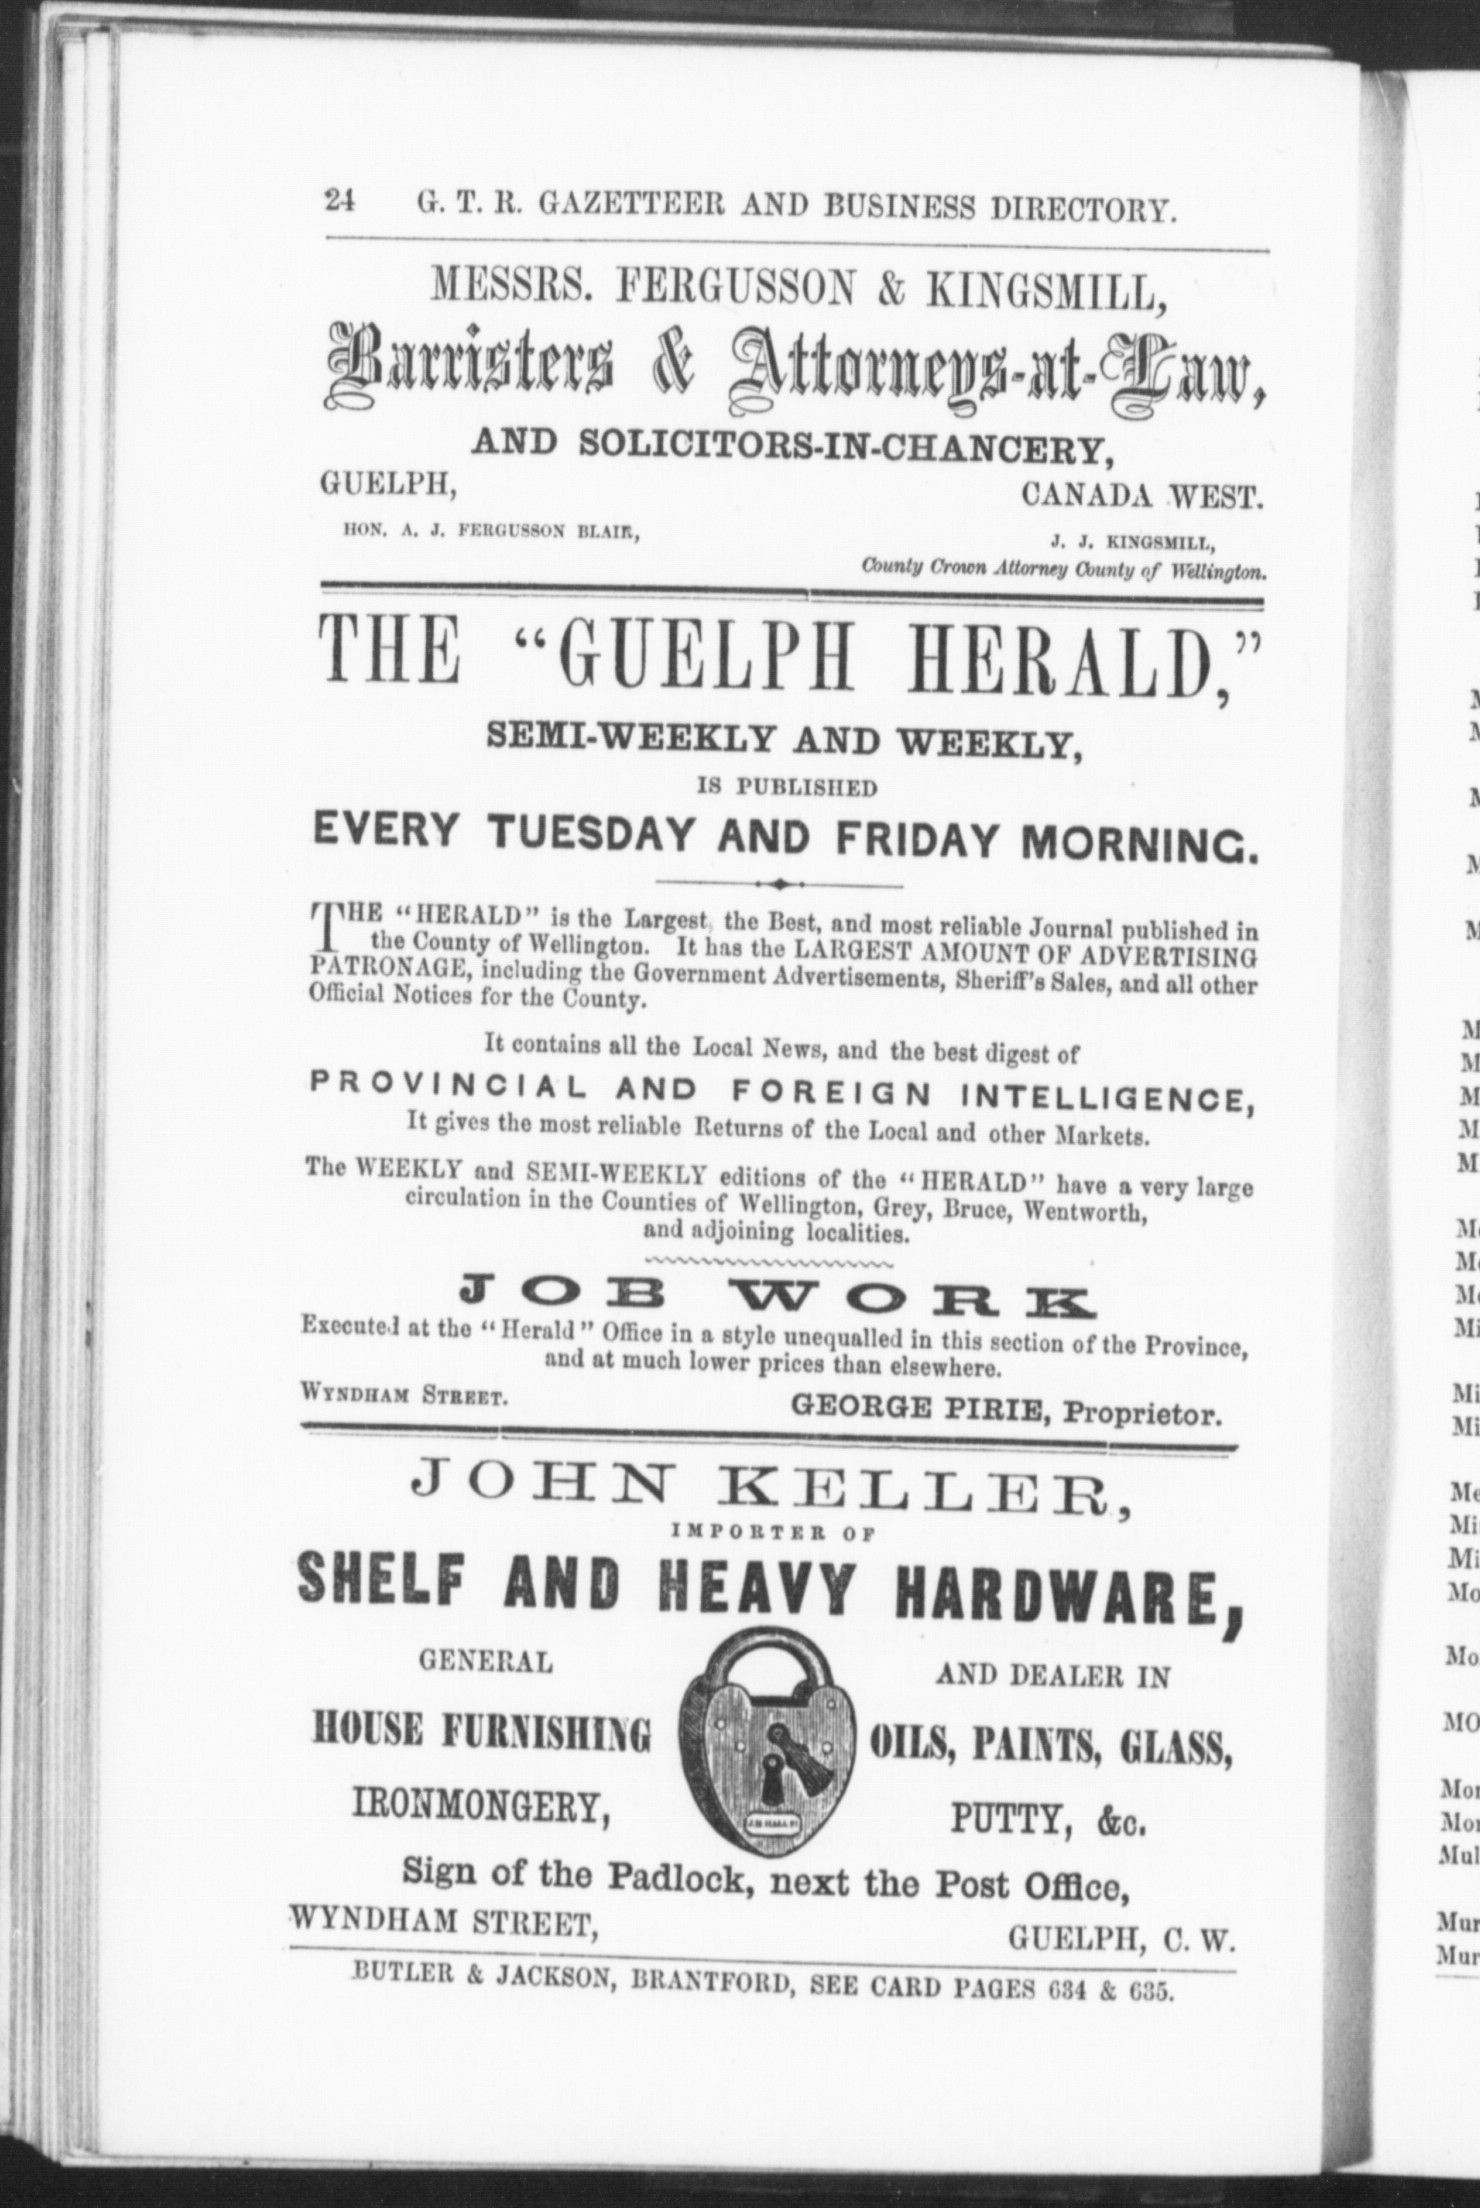 24 G. T. R. GAZETTEER AND BUSINESS DIRECTORY.
MESSRS. FERGUSSON & KINGSMILL,
Barristers & Attorneys-at-Law,
AND SOLICITORS-IN-CHANCERY,
GUELPH, CANADA WEST.
HON. A. J. FERGUSSON BLAIR, J. J. KINGSMILL,
County Crown Attorney County of Wellington.
THE "GUELPH HERALD,"
SEMI-WEEKLY AND WEEKLY,
IS PUBLISHED
EVERY TUESDAY AND FRIDAY MORNING.
THE "HERALD" is the Largest, the Best, and most reliable Journal published in
the County of Wellington. It has the LARGEST AMOUNT OF ADVERTISING
PATRONAGE, including the Government Advertisements, Sheriff's Sales, and all other
Official Notices for the County.
It contains all the Local News, and the best digest of
PROVINCIAL AND FOREIGN INTELLIGENCE,
It gives the most reliable Returns of the Local and other Markets.
The WEEKLY and SEMI-WEEKLY editions of the "HERALD" have a very large
circulation in the Counties of Wellington, Grey, Bruce, Wentworth,
and adjoining localities.
JOB WORK
Executed at the "Herald" Office in a style unequalled in this section of the Province,
and at much lower prices than elsewhere.
WYNDHAM STREET. GEORGE PIRIE, Proprietor.
JOHN KELLER,
IMPORTER OF
SHELF AND HEAVY HARDWARE,
GENERAL AND DEALER IN
HOUSE FURNISHING OILS, PAINTS, GLASS,
IRONMONGERY, PUTTY, &c.
Sign of the Padlock, next the Post Office,
WYNDHAM STREET, GUELPH, C. W.
BUTLER & JACKSON, BRANTFORD, SEE CARD PAGES 634 & 635.